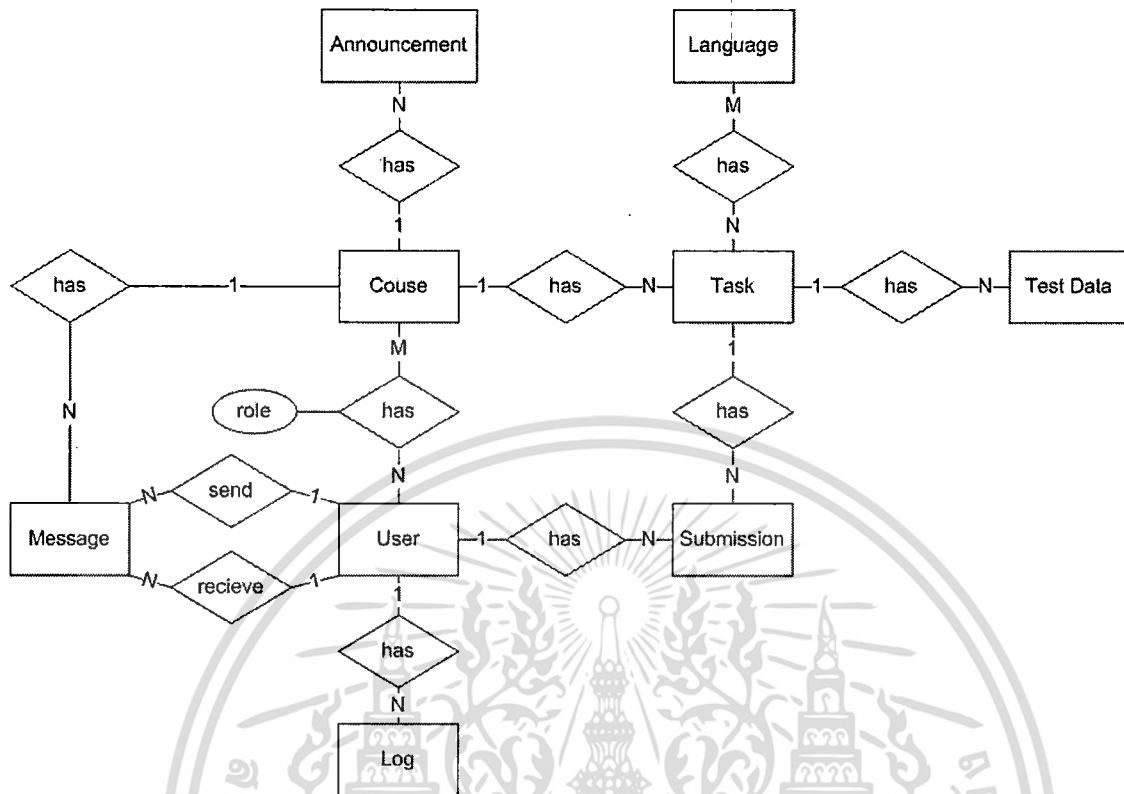 Announcement
Language
N
M
has
has
1
N
has
1
Couse
1
has
N
Task
1
has
N
Test Data
M
1
N
role
has
has
N
send
1
N
N
Message
User
1
has
N
Submission
N
recieve
1
1
has
N
Log